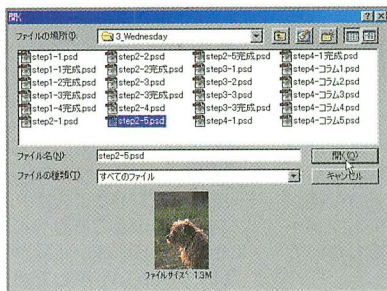 開く
ファイルの場所(I):
3_Wednesday
step1-1.psd
step1-1完成.psd
step1-2完成.psd
step1-3完成.psd
step1-4完成.psd
step2-1.psd
step2-2.psd
step2-2完成.psd
step2-3.psd
step2-3完成.psd
step2-4.psd
step2-5.psd
step2-5完成.psd
step3-1.psd
step3-2.psd
step3-3.psd
step3-3完成.psd
step4-1.psd
step4-1完成.psd
step4-コラム1.psd
step4-コラム2.psd
step4-コラム3.psd
step4-コラム4.psd
step4-コラム5.psd
ファイル名(N):
step2-5.psd
開く(O)
ファイルの種類(T):
すべてのファイル
キャンセル
ファイルサイズ: 1.3M